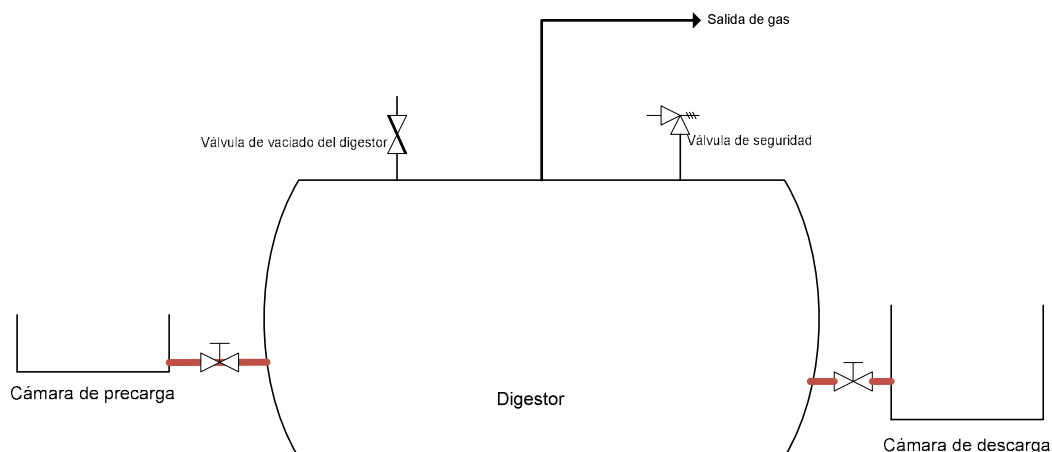 Salida de gas
Válvula de vaciado del digestor
Válvula de seguridad
Cámara de precarga
Digestor
Cámara de descarga